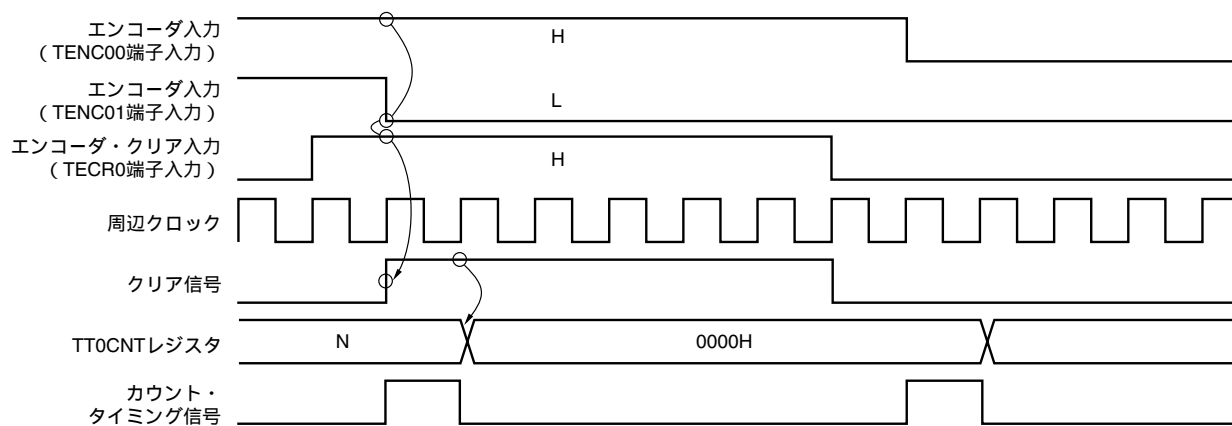 エンコーダ入力
（TENC00端子入力）
H
エンコーダ入力
（TENC01端子入力）
L
エンコーダ・クリア入力
（TECR0端子入力）
H
周辺クロック
クリア信号
TT0CNTレジスタ
N
0000H
カウント・
タイミング信号